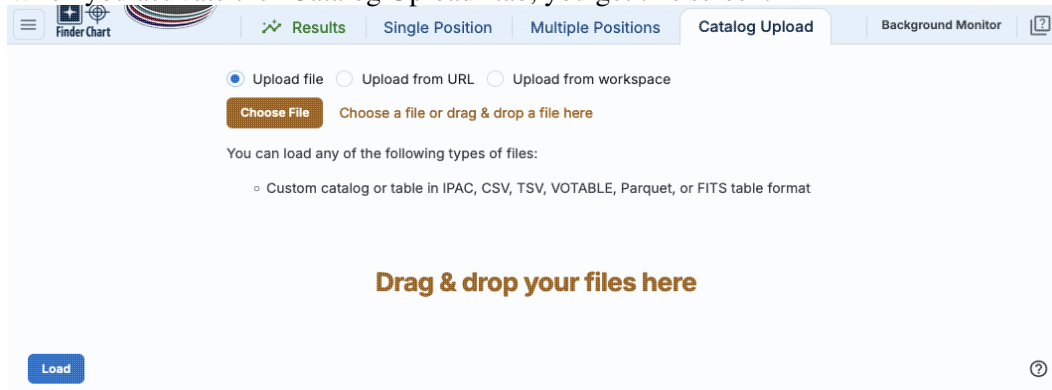 Finder Chart
Results
Single Position
Multiple Positions
Catalog Upload
Background Monitor
Upload file
Upload from URL
Upload from workspace
Choose File
Choose a file or drag & drop a file here
You can load any of the following types of files:
Custom catalog or table in IPAC, CSV, TSV, VOTABLE, Parquet, or FITS table format
Drag & drop your files here
Load